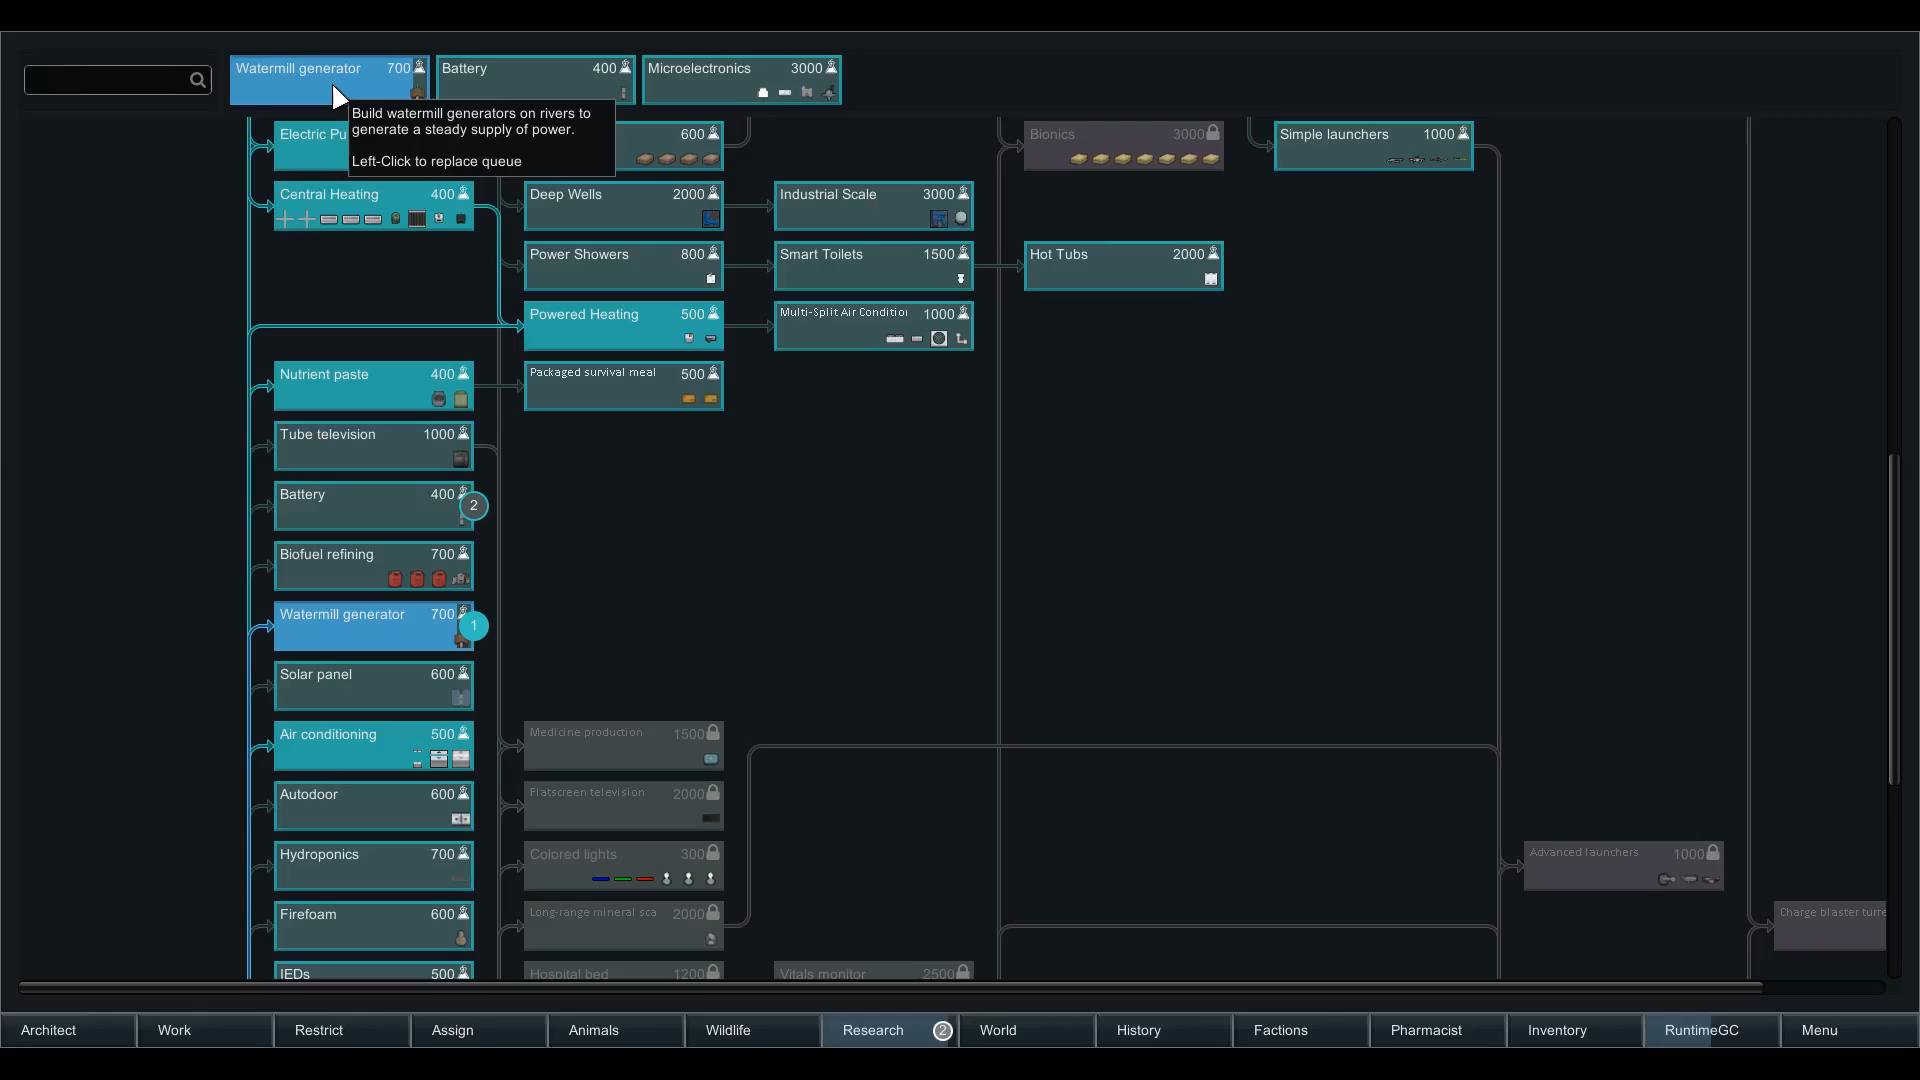 Watermill generator 700
Battery 400
Microelectronics 3000
Build watermill generators on rivers to
generate a steady supply of power.
Left-Click to replace queue
Electric Pu
600
Bionics 3000
Simple launchers 1000
Central Heating 400
Deep Wells 2000
Industrial Scale 3000
Power Showers 800
Smart Toilets 1500
Hot Tubs 2000
Powered Heating 500
Multi-Split Air Conditior 1000
Nutrient paste 400
Packaged survival meal 500
Tube television 1000
Battery 400
2
Biofuel refining 700
Watermill generator 700
1
Solar panel 600
Air conditioning 500
Medicine production 1500
Autodoor 600
Flatscreen television 2000
Hydroponics 700
Colored lights 300
Advanced launchers 1000
Firefoam 600
Long-range mineral sca 2000
Charge blaster turre
IEDs 500
Hospital bed 1200
Vitals monitor 2500
Architect
Work
Restrict
Assign
Animals
Wildlife
Research 2
World
History
Factions
Pharmacist
Inventory
RuntimeGC
Menu